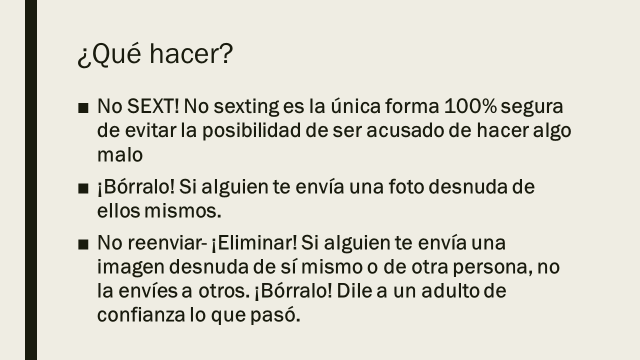 ¿Qué hacer?
■ No SEXT! No sexting es la única forma 100% segura
de evitar la posibilidad de ser acusado de hacer algo
malo
■ ¡Bórralo! Si alguien te envía una foto desnuda de
ellos mismos.
■ No reenviar- ¡Eliminar! Si alguien te envía una
imagen desnuda de sí mismo o de otra persona, no
la envíes a otros. ¡Bórralo! Dile a un adulto de
confianza lo que pasó.